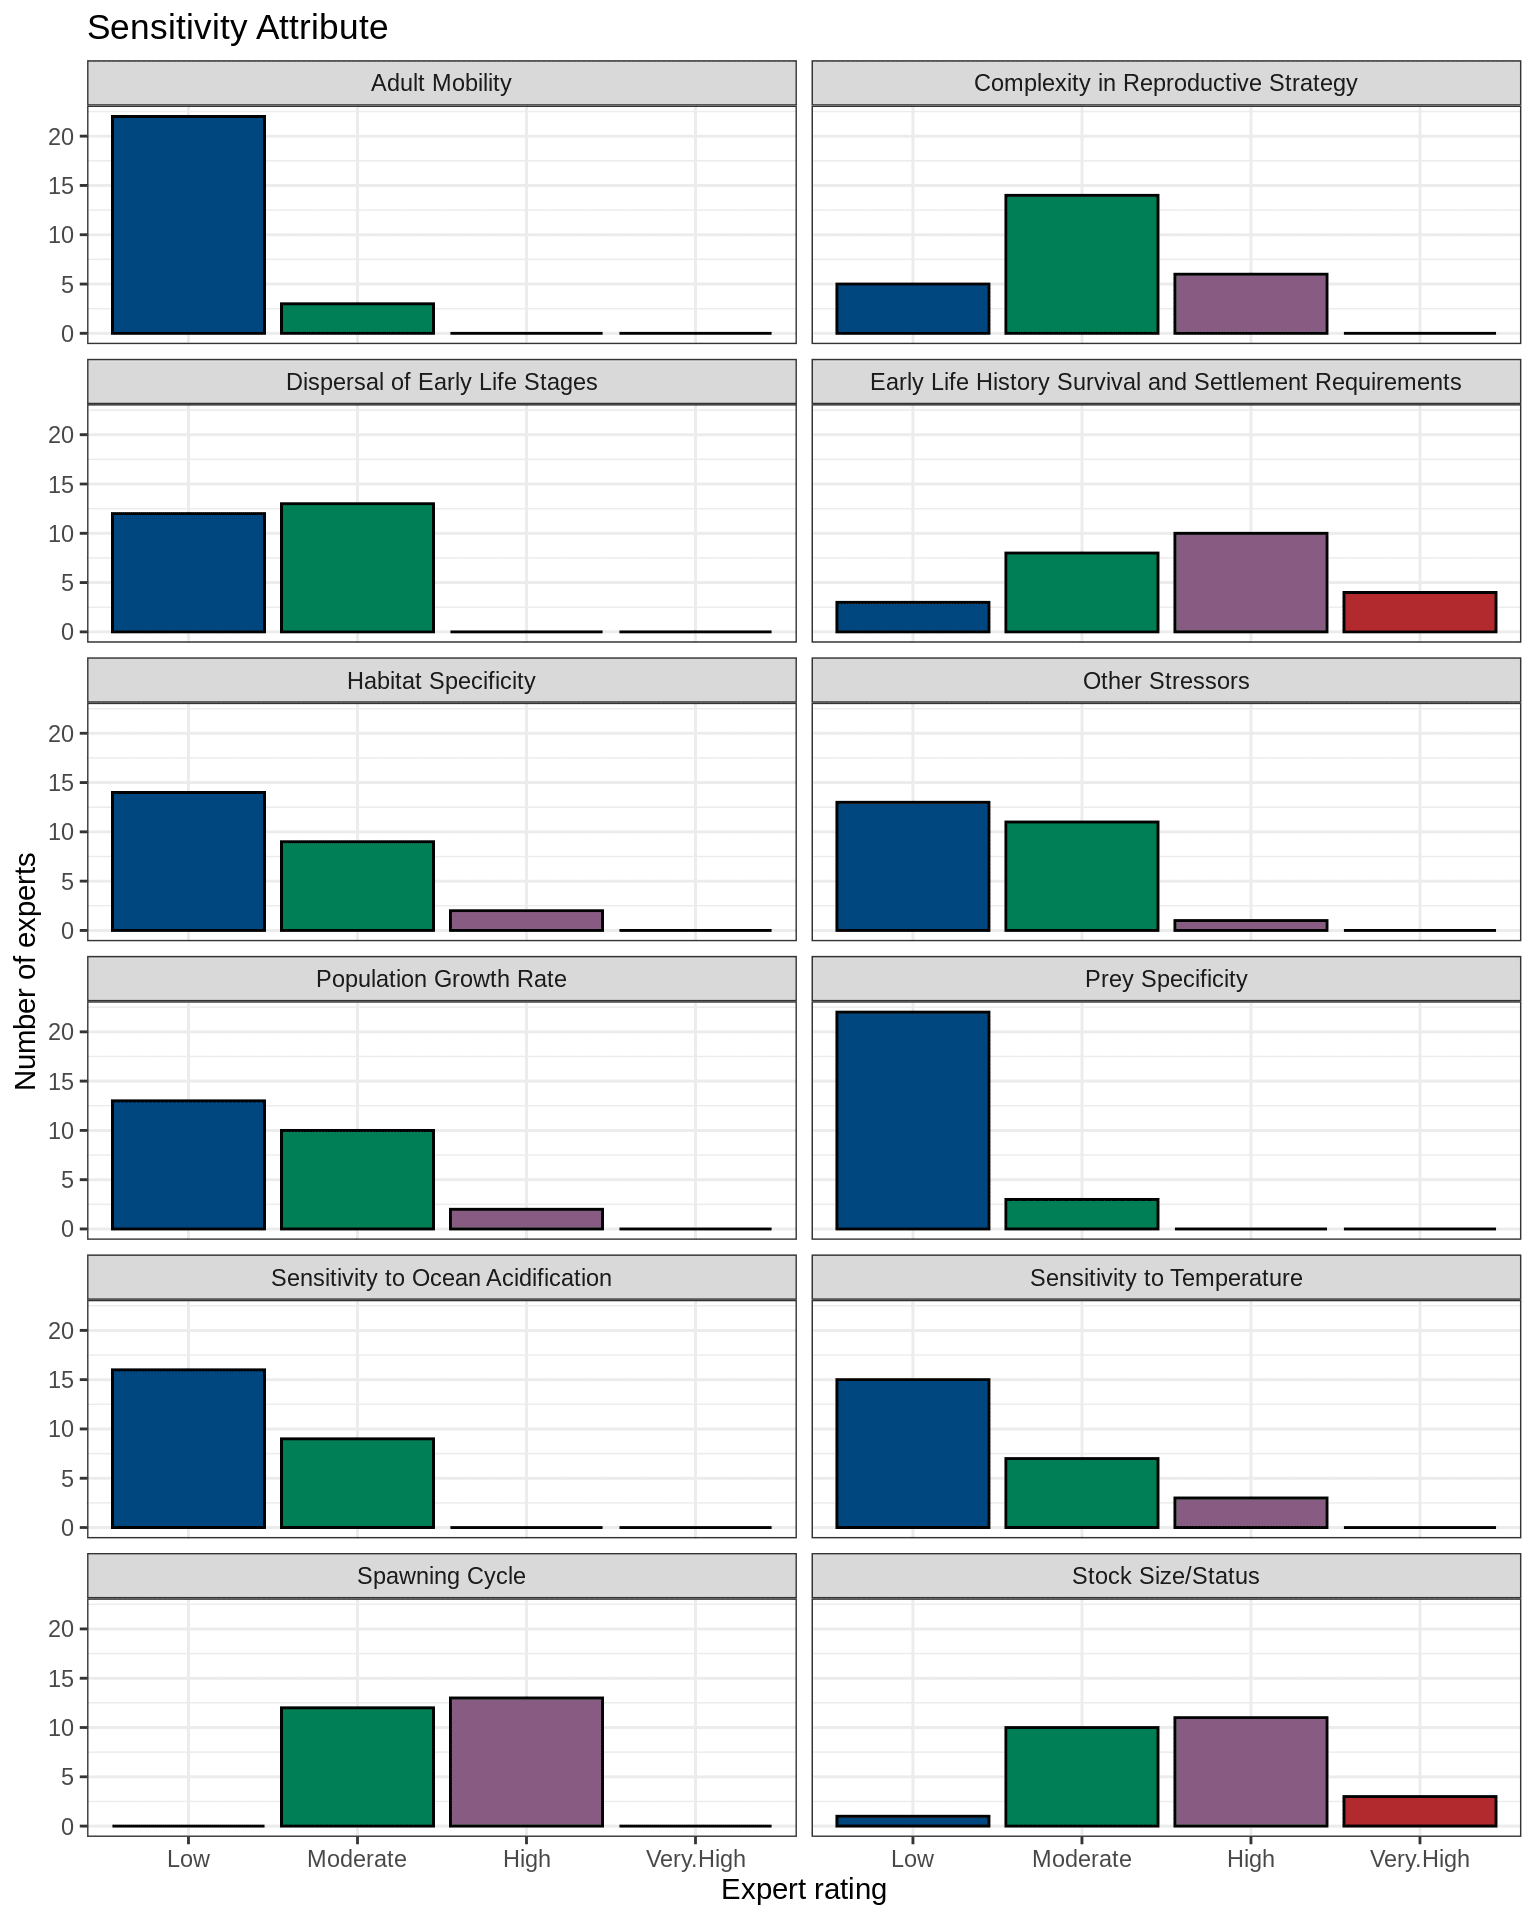 Sensitivity Attribute
Adult Mobility
Complexity in Reproductive Strategy
20
15
10
5
0
Dispersal of Early Life Stages
Early Life History Survival and Settlement Requirements
20
15
10
5
0
Habitat Specificity
Other Stressors
20
15
10
5
0
Number of experts
Population Growth Rate
Prey Specificity
20
15
10
5
0
Sensitivity to Ocean Acidification
Sensitivity to Temperature
20
15
10
5
0
Spawning Cycle
Stock Size/Status
20
15
10
5
0
Low Moderate High Very.High
Low Moderate High Very.High
Expert rating